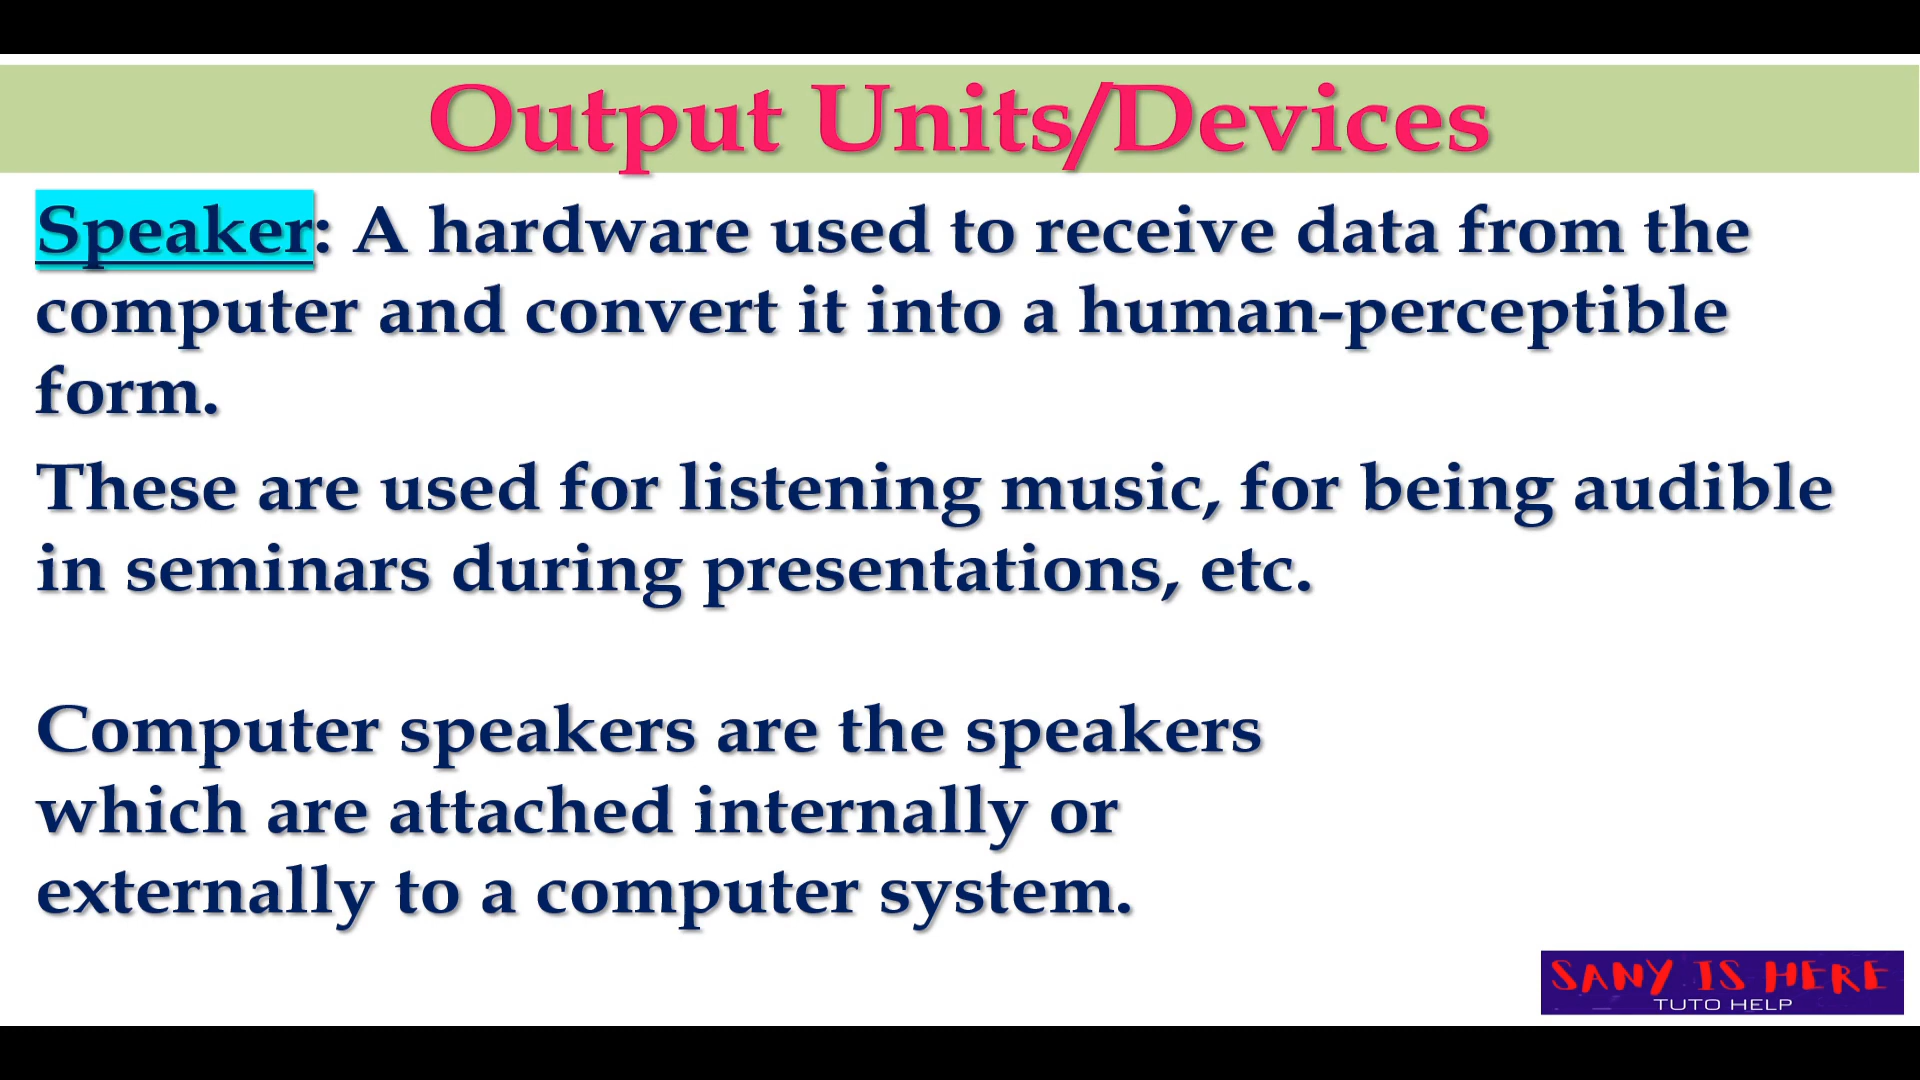 Output Units/Devices
Speaker: A hardware used to receive data from the
computer and convert it into a human-perceptible
form.
These are used for listening music, for being audible
in seminars during presentations, etc.
Computer speakers are the speakers
which are attached internally or
externally to a computer system.
SANY IS HERE
TUTO HELP